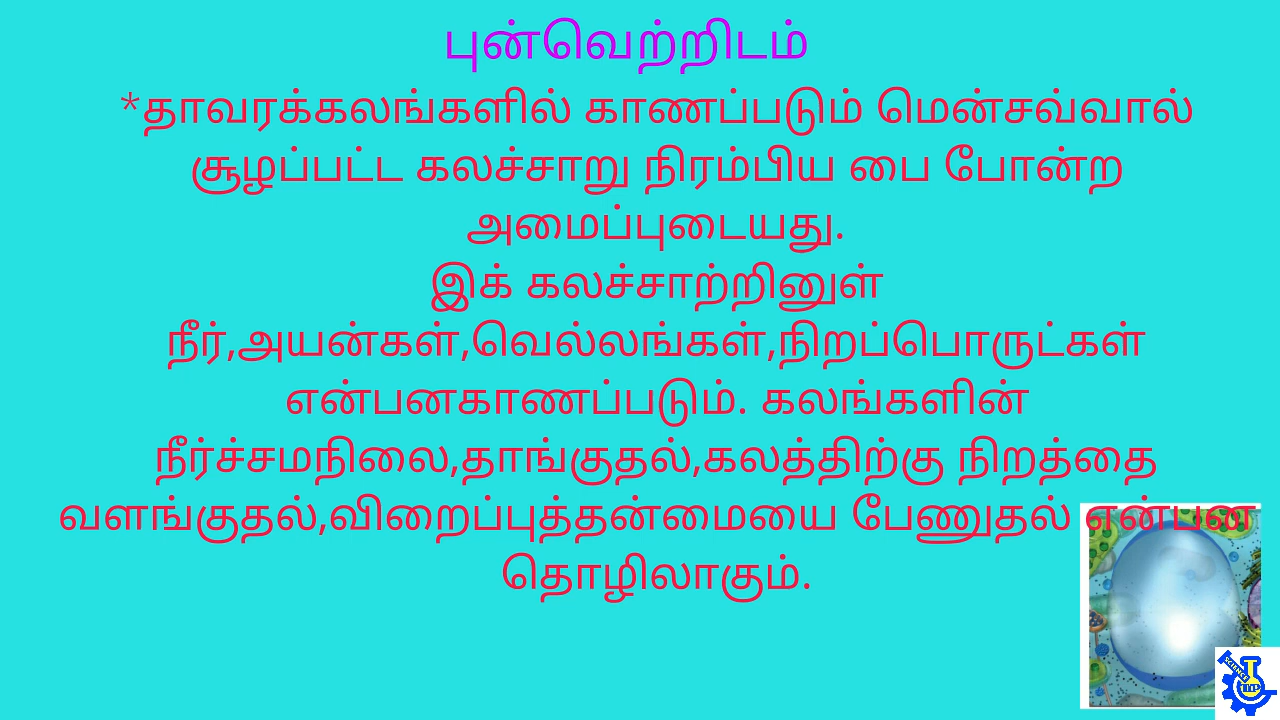 புன்வெற்றிடம்
*தாவரக்கலங்களில் காணப்படும் மென்சவ்வால்
சூழப்பட்ட கலச்சாறு நிரம்பிய பை போன்ற
அமைப்புடையது.
இக் கலச்சாற்றினுள்
நீர்,அயன்கள்,வெல்லங்கள்,நிறப்பொருட்கள்
என்பனகாணப்படும். கலங்களின்
நீர்ச்சமநிலை,தாங்குதல்,கலத்திற்கு நிறத்தை
வளங்குதல்,விறைப்புத்தன்மையை பேணுதல் என்பன
தொழிலாகும்.